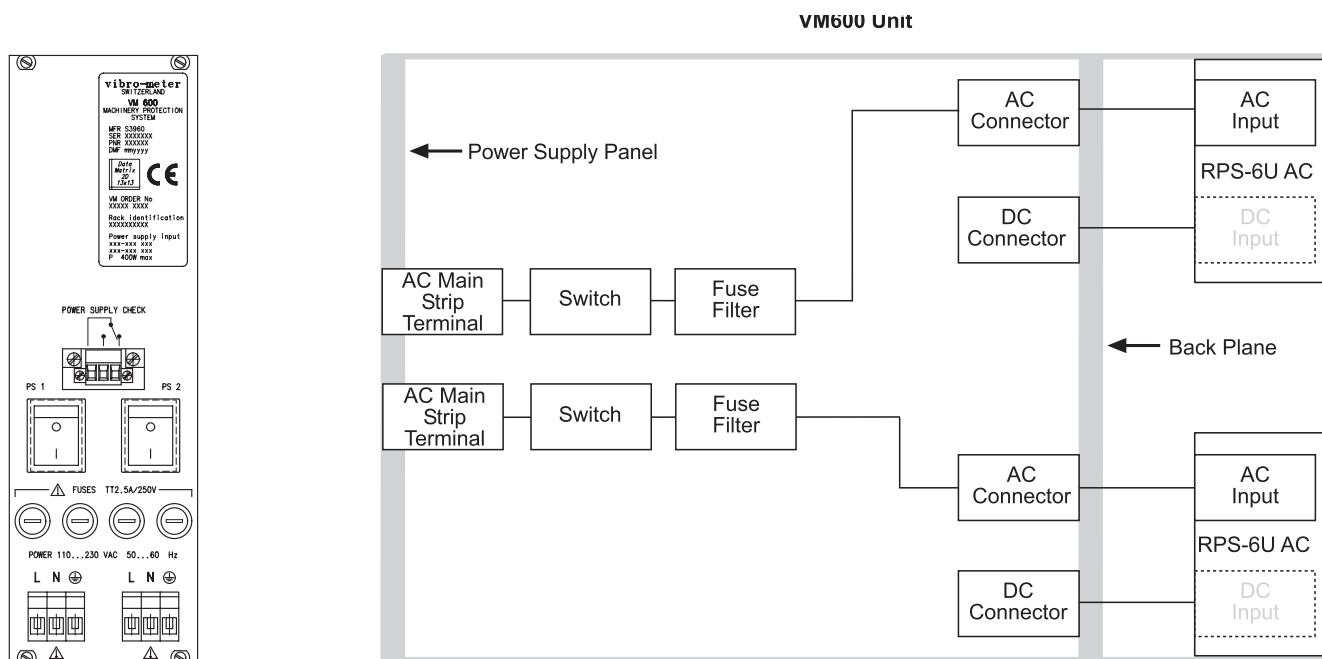 VM600 Unit
vibro-meter
SWITZERLAND
VM 600
MACHINERY PROTECTION
SYSTEM
MFR S3960
SER XXXXXXX
PNR XXXXXX
DMF mmyyyy
Data
Matrix
2D
13x13
CE
VM ORDER No
XXXXX XXXX
Rack identification
XXXXXXXXXX
Power supply input
xxx-xxx xxx
xxx-xxx xxx
P 400W max
POWER SUPPLY CHECK
PS 1
PS 2
FUSES TT2.5A/250V
POWER 110...230 VAC 50...60 Hz
L N
L N
Power Supply Panel
AC Main
Strip
Terminal
Switch
Fuse
Filter
AC Main
Strip
Terminal
Switch
Fuse
Filter
AC
Connector
DC
Connector
AC
Connector
DC
Connector
Back Plane
AC
Input
RPS-6U AC
DC
Input
AC
Input
RPS-6U AC
DC
Input